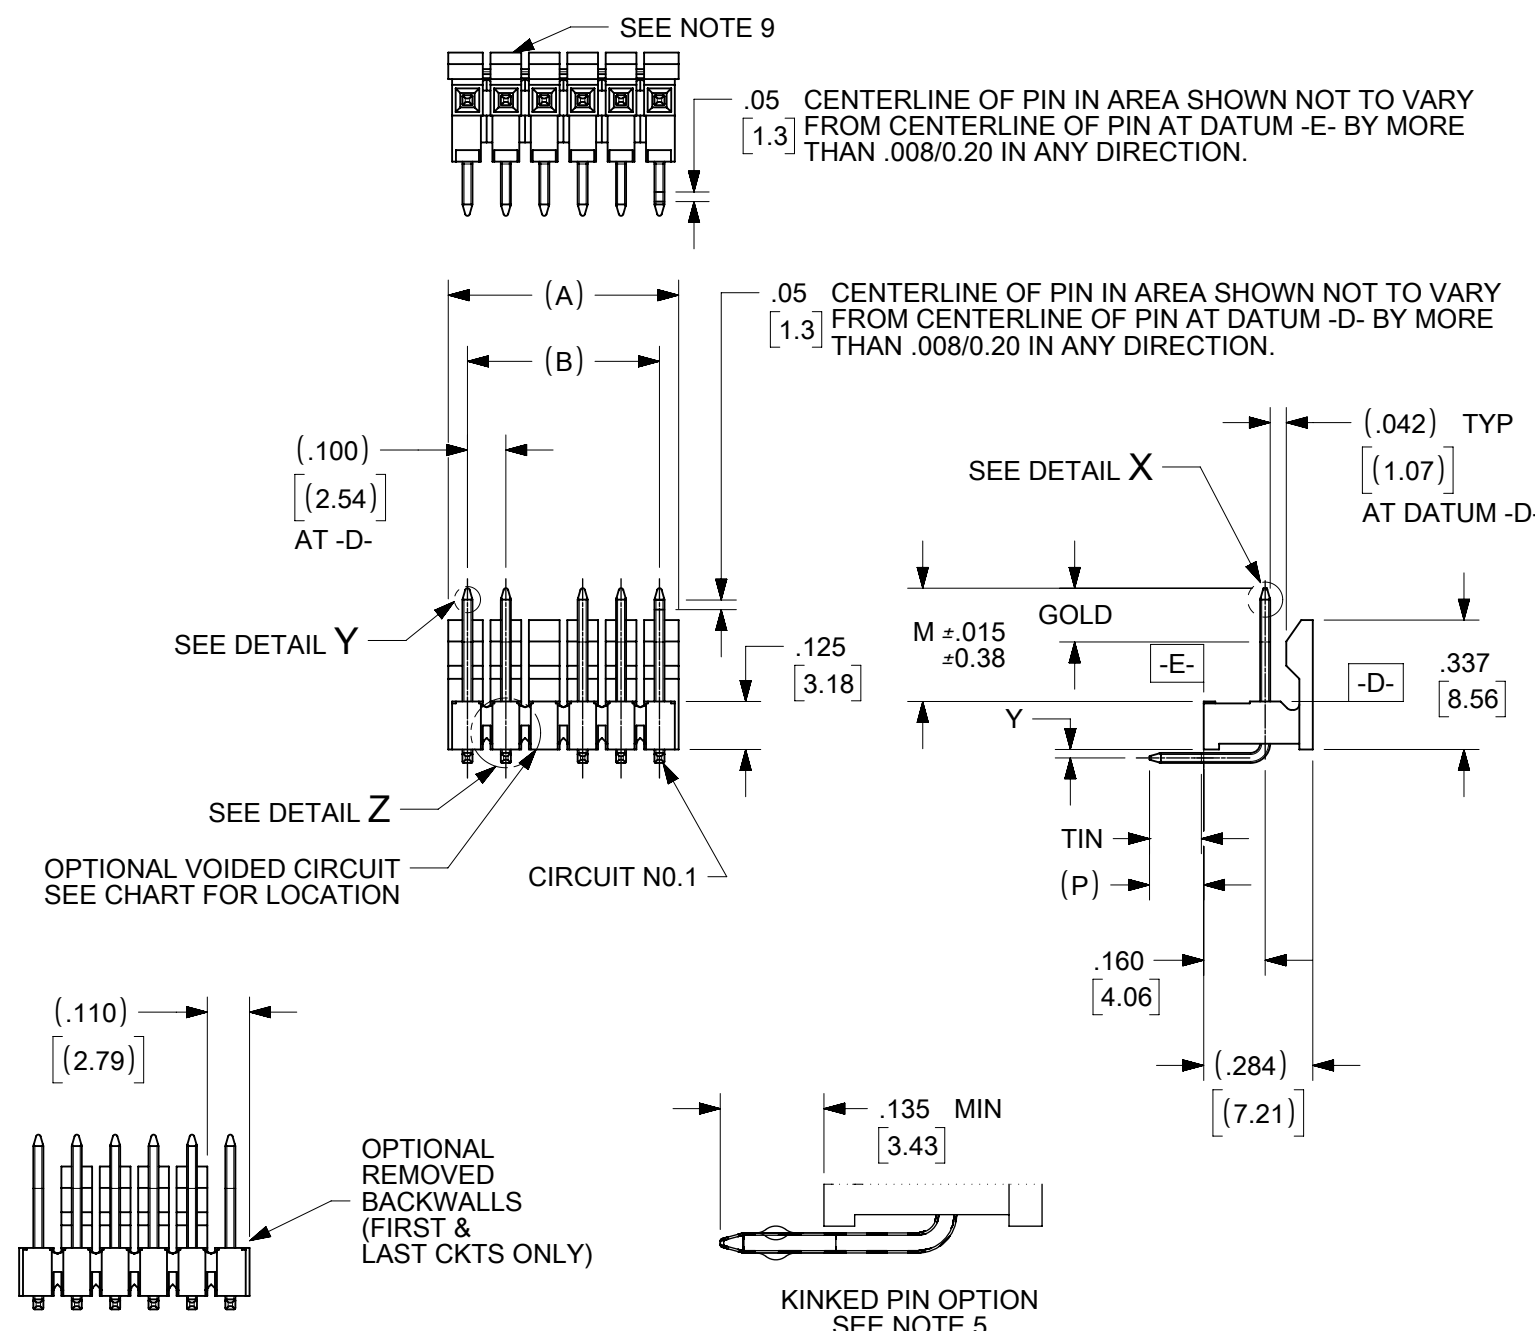 SEE NOTE 9
.05 CENTERLINE OF PIN IN AREA SHOWN NOT TO VARY
[1.3] FROM CENTERLINE OF PIN AT DATUM -E- BY MORE
THAN .008/0.20 IN ANY DIRECTION.
(A)
.05 CENTERLINE OF PIN IN AREA SHOWN NOT TO VARY
[1.3] FROM CENTERLINE OF PIN AT DATUM -D- BY MORE
THAN .008/0.20 IN ANY DIRECTION.
(B)
(.100)
[(2.54)]
AT -D-
(.042) TYP
[(1.07)]
AT DATUM -D-
SEE DETAIL X
SEE DETAIL Y
.125
[3.18]
M ±.015
±0.38
GOLD
-E-
-D-
.337
[8.56]
Y
SEE DETAIL Z
OPTIONAL VOIDED CIRCUIT
SEE CHART FOR LOCATION
CIRCUIT N0.1
TIN
(P)
.160
[4.06]
(.284)
[(7.21)]
(.110)
[(2.79)]
OPTIONAL
REMOVED
BACKWALLS
(FIRST &
LAST CKTS ONLY)
.135 MIN
[3.43]
KINKED PIN OPTION
SEE NOTE 5